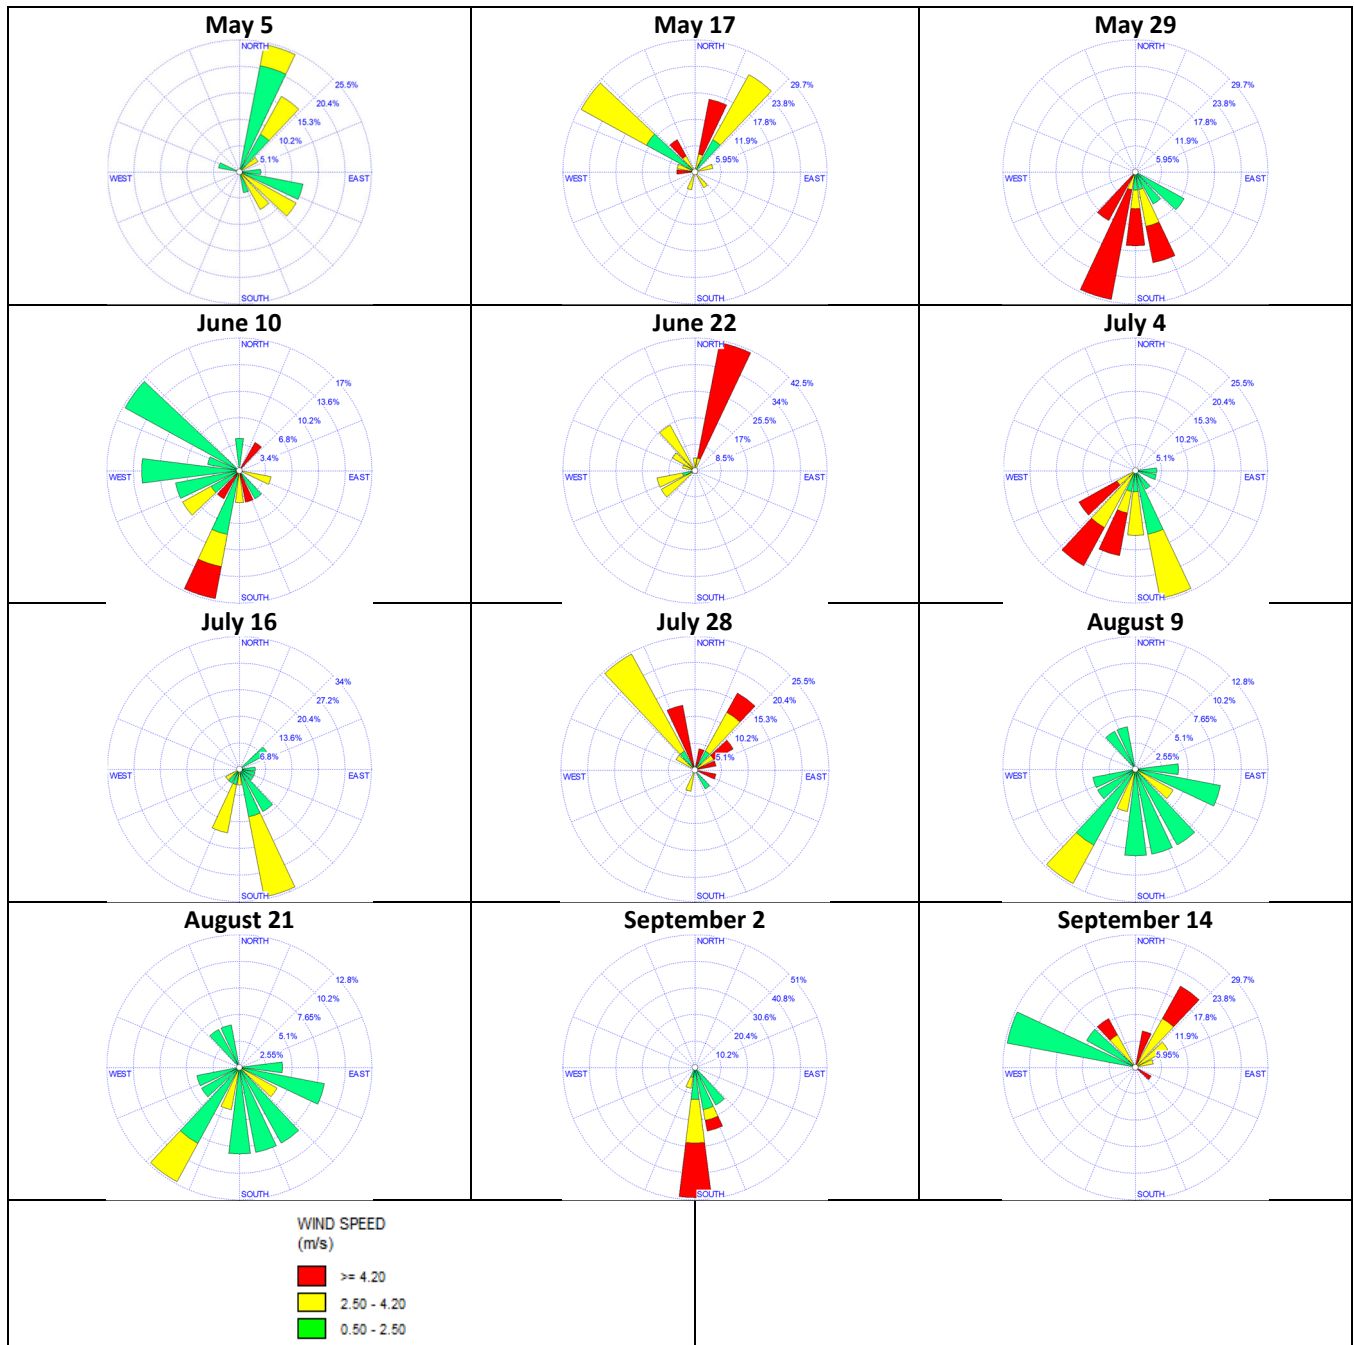 May 5
NORTH
25.5%
20.4%
15.3%
10.2%
5.1%
WEST
EAST
SOUTH
May 17
NORTH
29.7%
23.8%
17.8%
11.9%
5.95%
WEST
EAST
SOUTH
May 29
NORTH
29.7%
23.8%
17.8%
11.9%
5.95%
WEST
EAST
SOUTH
June 10
NORTH
17%
13.6%
10.2%
6.8%
3.4%
WEST
EAST
SOUTH
June 22
NORTH
42.5%
34%
25.5%
17%
8.5%
WEST
EAST
SOUTH
July 4
NORTH
25.5%
20.4%
15.3%
10.2%
5.1%
WEST
EAST
SOUTH
July 16
NORTH
34%
27.2%
20.4%
13.6%
6.8%
WEST
EAST
SOUTH
July 28
NORTH
25.5%
20.4%
15.3%
10.2%
5.1%
WEST
EAST
SOUTH
August 9
NORTH
12.8%
10.2%
7.65%
5.1%
2.55%
WEST
EAST
SOUTH
August 21
NORTH
12.8%
10.2%
7.65%
5.1%
2.55%
WEST
EAST
SOUTH
September 2
NORTH
51%
40.8%
30.6%
20.4%
10.2%
WEST
EAST
SOUTH
September 14
NORTH
29.7%
23.8%
17.8%
11.9%
5.95%
WEST
EAST
SOUTH
WIND SPEED
(m/s)
>= 4.20
2.50 - 4.20
0.50 - 2.50